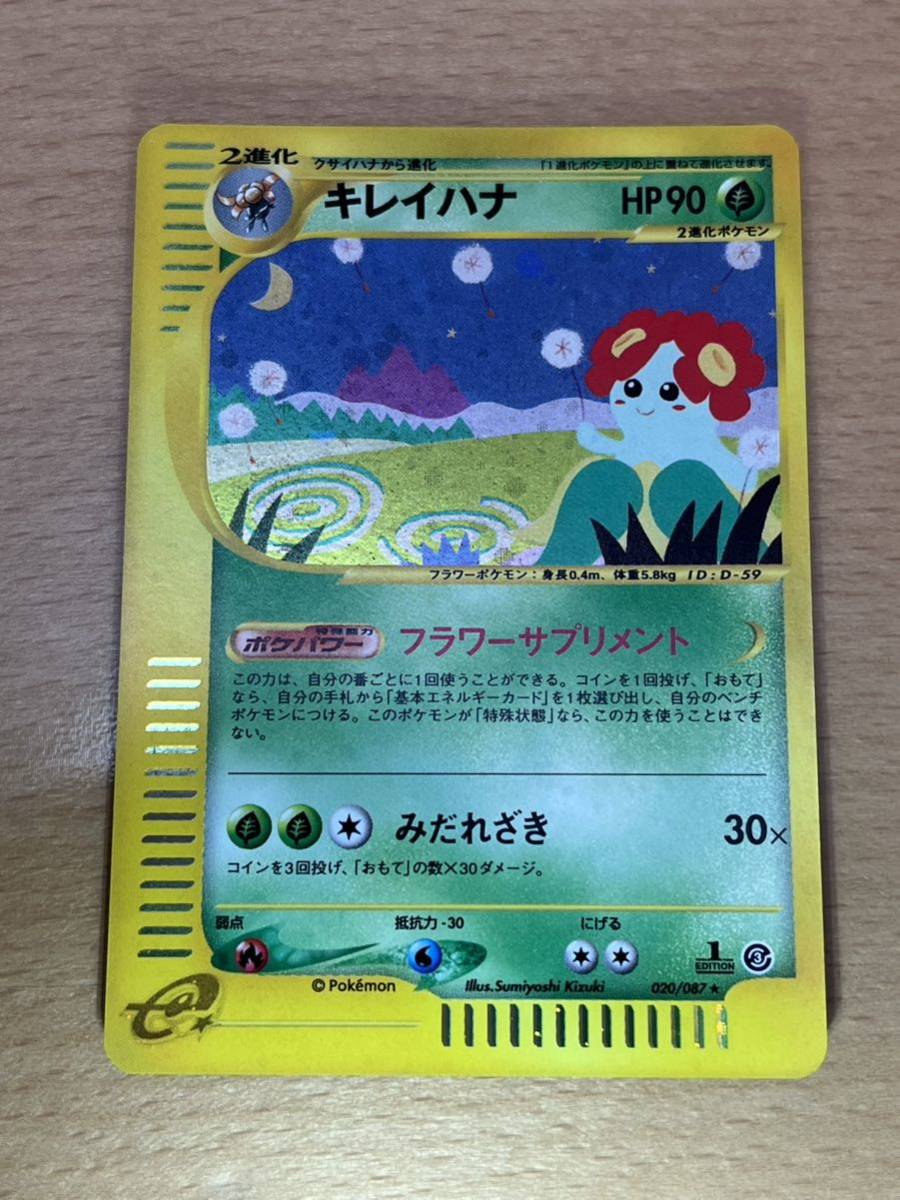 2進化
クサイハナから進化
「1進化ポケモン」の上に重ねて進化させます。
キレイハナ
HP90
2進化ポケモン
フラワーポケモン：身長0.4m、体重5.8kg ID:D-59
ポケパワー
特殊能力
フラワーサプリメント
この力は、自分の番ごとに1回使うことができる。コインを1回投げ、「おもて」
なら、自分の手札から「基本エネルギーカード」を1枚選び出し、自分のベンチ
ポケモンにつける。このポケモンが「特殊状態」なら、この力を使うことはでき
ない。
みだれざき
30×
コインを3回投げ、「おもて」の数×30ダメージ。
弱点
抵抗力-30
にげる
1
EDITION
3
©Pokémon
Illus.Sumiyoshi Kizuki
020/087★
e